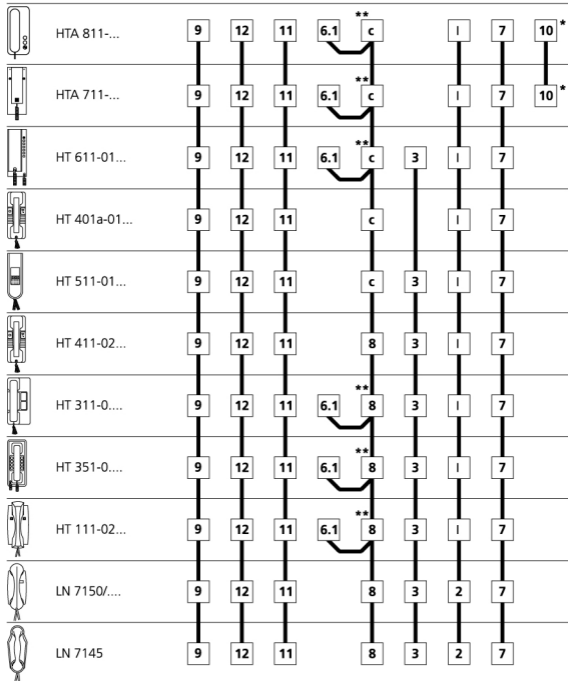 **
HTA 811-... 9 12 11 6.1 c I 7 10 *
**
HTA 711-... 9 12 11 6.1 c I 7 10 *
**
HT 611-01... 9 12 11 6.1 c 3 I 7
HT 401a-01... 9 12 11 c I 7
HT 511-01... 9 12 11 c 3 I 7
HT 411-02... 9 12 11 8 3 I 7
**
HT 311-0.... 9 12 11 6.1 8 3 I 7
**
HT 351-0.... 9 12 11 6.1 8 3 I 7
**
HT 111-02... 9 12 11 6.1 8 3 I 7
LN 7150/.... 9 12 11 8 3 2 7
LN 7145 9 12 11 8 3 2 7